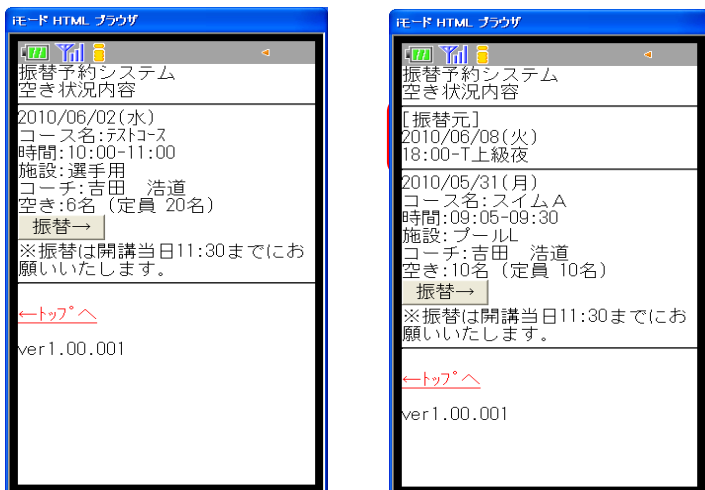 iモード HTML ブラウザ
振替予約システム
空き状況内容
2010/06/02(水)
コース名:ﾃｽﾄｺｰｽ
時間:10:00-11:00
施設:選手用
コーチ:吉田　浩道
空き:6名 (定員 20名)
振替→
※振替は開講当日11:30までにお
願いいたします。
←ﾄｯﾌﾟへ
ver1.00.001
iモード HTML ブラウザ
振替予約システム
空き状況内容
[振替元]
2010/06/08(火)
18:00-T上級夜
2010/05/31(月)
コース名:スイムＡ
時間:09:05-09:30
施設:プールL
コーチ:吉田　浩道
空き:10名 (定員 10名)
振替→
※振替は開講当日11:30までにお
願いいたします。
←ﾄｯﾌﾟへ
ver1.00.001